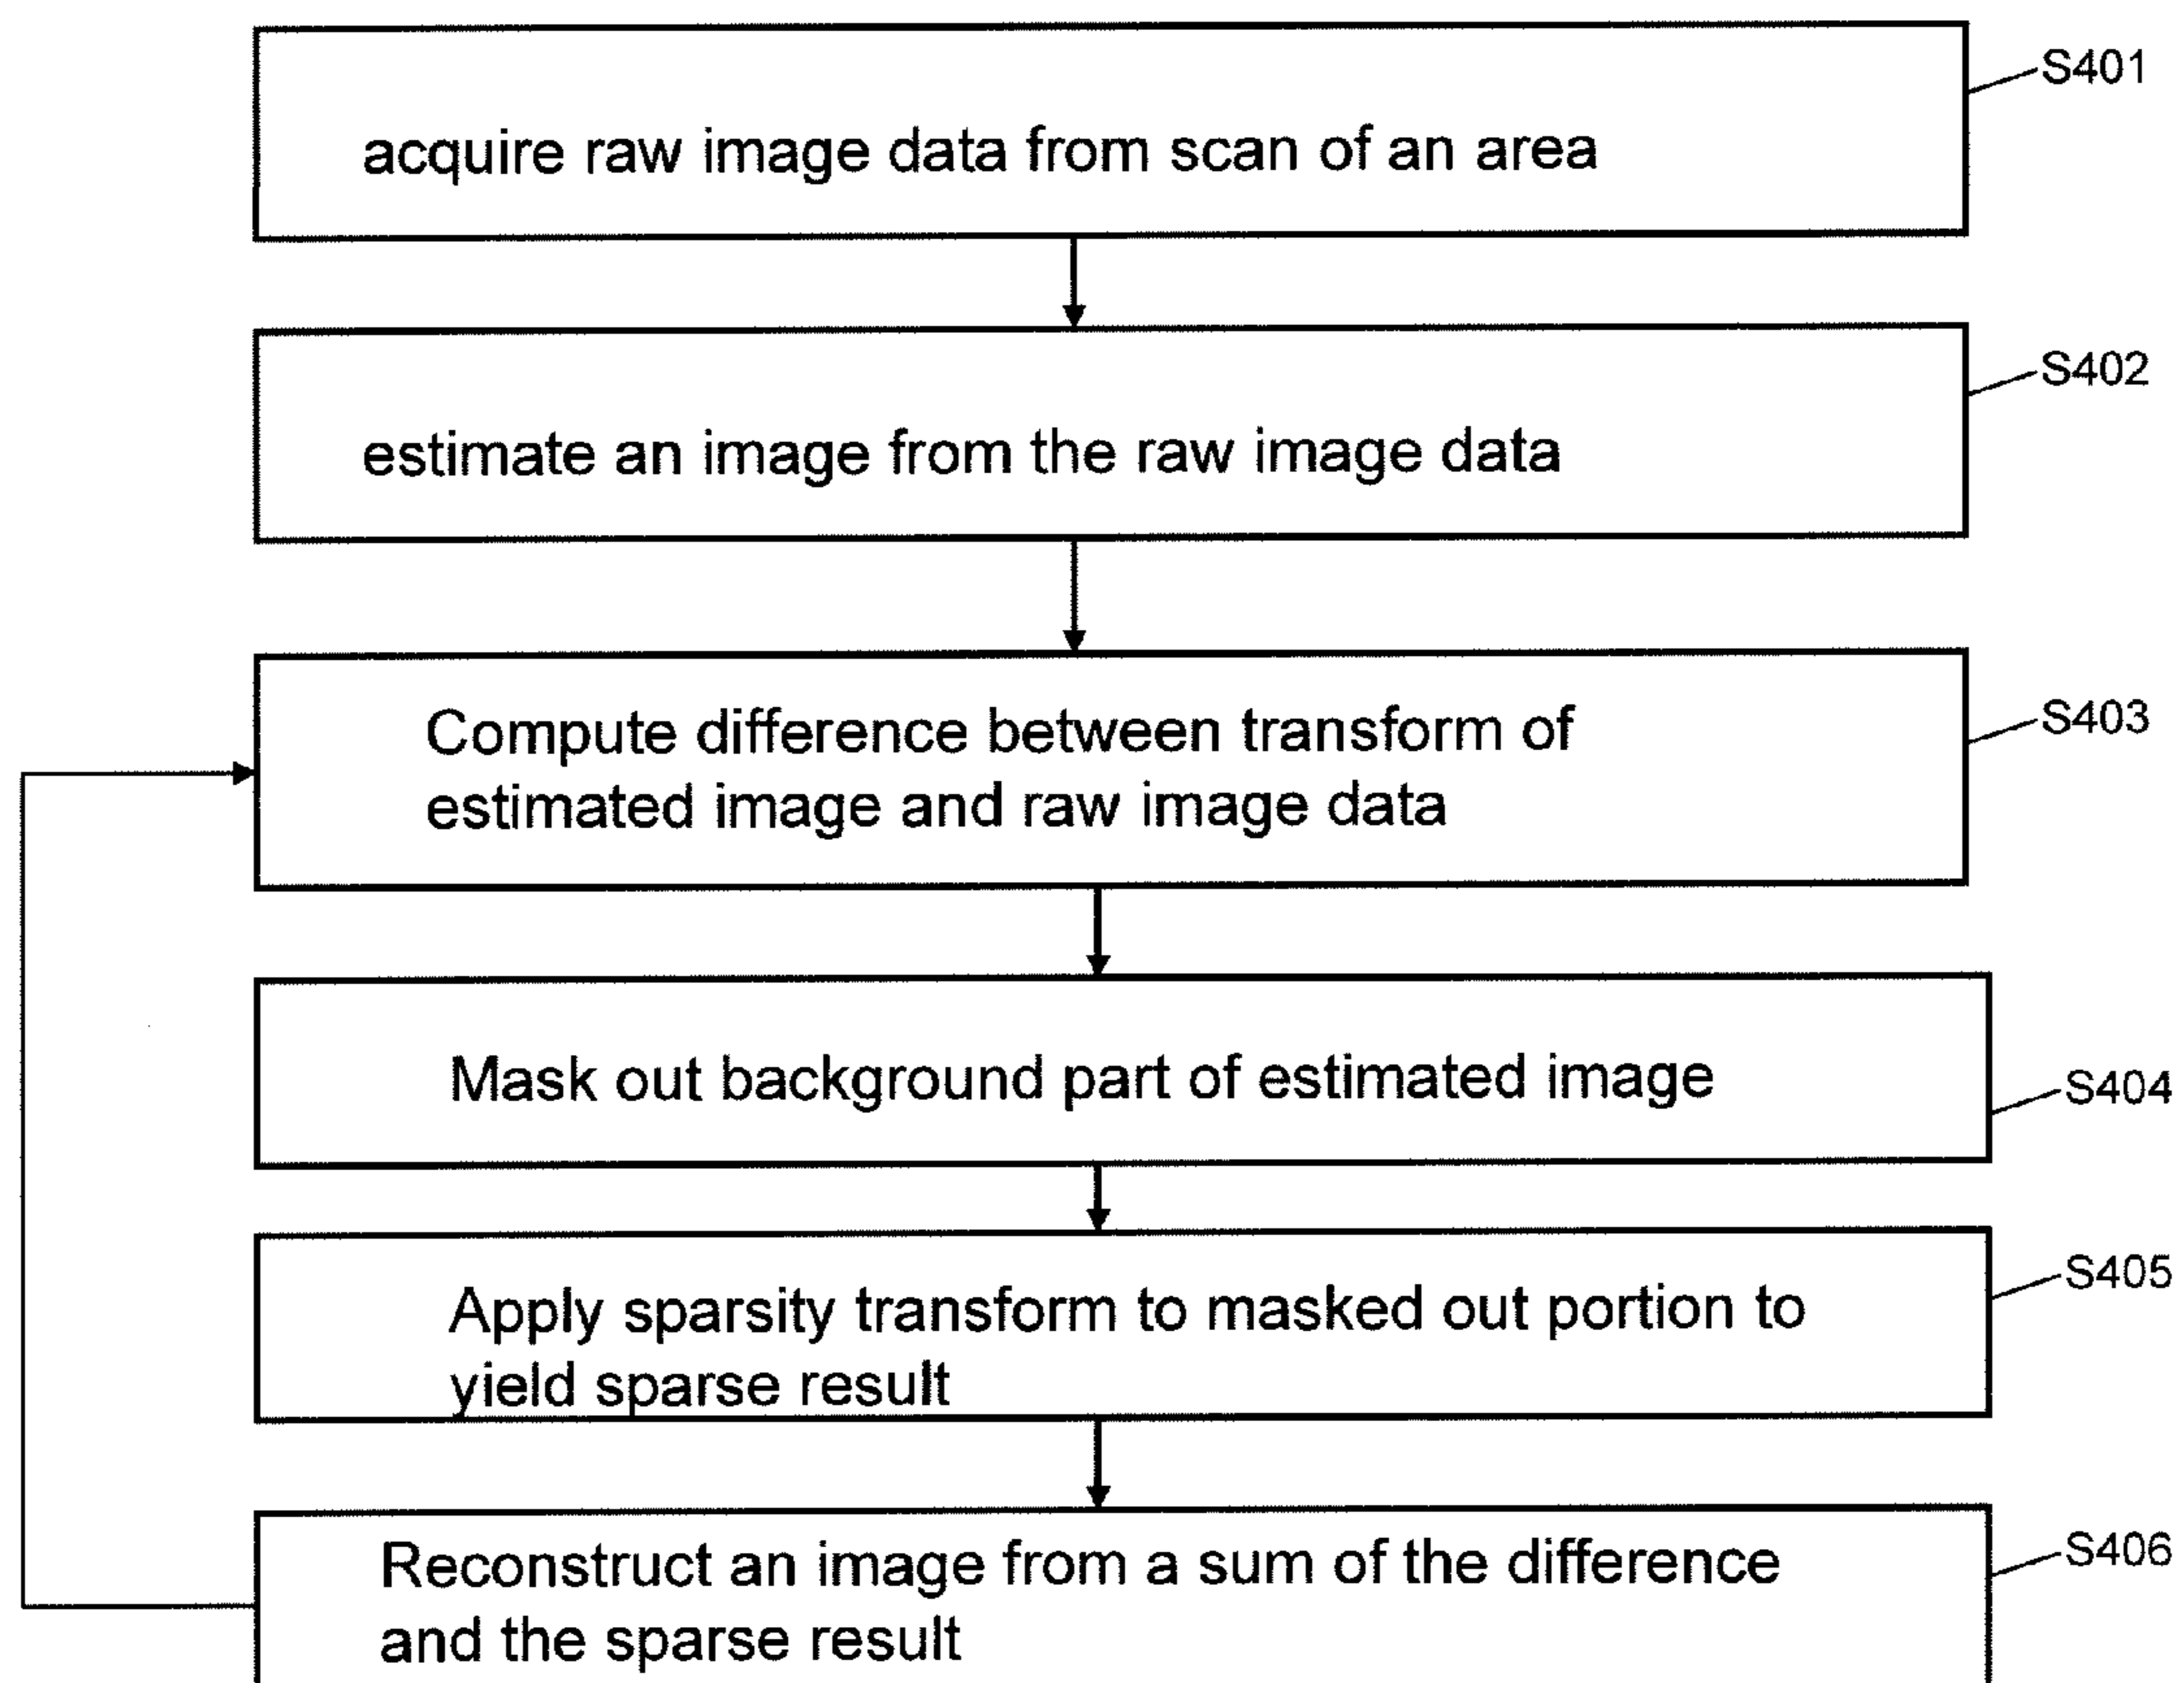 S401
acquire raw image data from scan of an area
S402
estimate an image from the raw image data
S403
Compute difference between transform of
estimated image and raw image data
Mask out background part of estimated image
S404
S405
Apply sparsity transform to masked out portion to
yield sparse result
S406
Reconstruct an image from a sum of the difference
and the sparse result